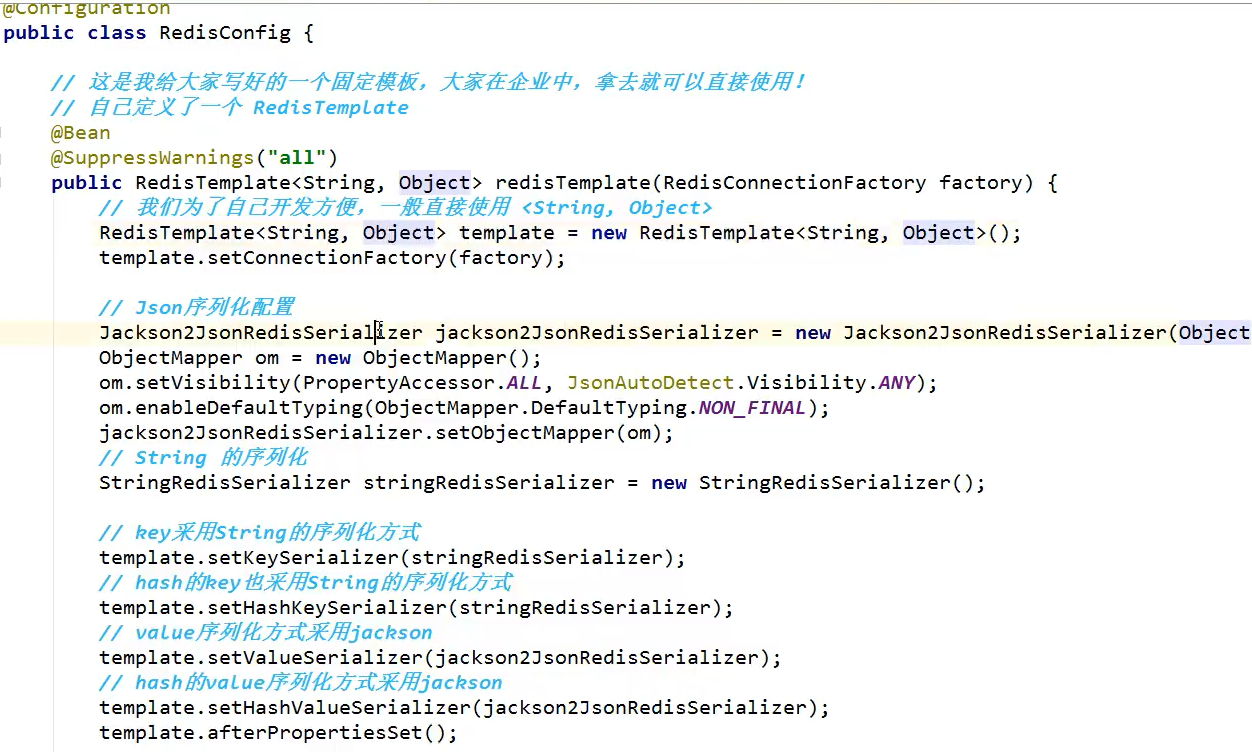 @Configuration
public class RedisConfig {
// 这是我给大家写好的一个固定模板，大家在企业中，拿去就可以直接使用！
// 自己定义了一个 RedisTemplate
@Bean
@SuppressWarnings("all")
public RedisTemplate<String, Object> redisTemplate(RedisConnectionFactory factory) {
// 我们为了自己开发方便，一般直接使用 <String, Object>
RedisTemplate<String, Object> template = new RedisTemplate<String, Object>();
template.setConnectionFactory(factory);
// Json序列化配置
Jackson2JsonRedisSerializer jackson2JsonRedisSerializer = new Jackson2JsonRedisSerializer(Object
ObjectMapper om = new ObjectMapper();
om.setVisibility(PropertyAccessor.ALL, JsonAutoDetect.Visibility.ANY);
om.enableDefaultTyping(ObjectMapper.DefaultTyping.NON_FINAL);
jackson2JsonRedisSerializer.setObjectMapper(om);
// String 的序列化
StringRedisSerializer stringRedisSerializer = new StringRedisSerializer();
// key采用String的序列化方式
template.setKeySerializer(stringRedisSerializer);
// hash的key也采用String的序列化方式
template.setHashKeySerializer(stringRedisSerializer);
// value序列化方式采用jackson
template.setValueSerializer(jackson2JsonRedisSerializer);
// hash的value序列化方式采用jackson
template.setHashValueSerializer(jackson2JsonRedisSerializer);
template.afterPropertiesSet();